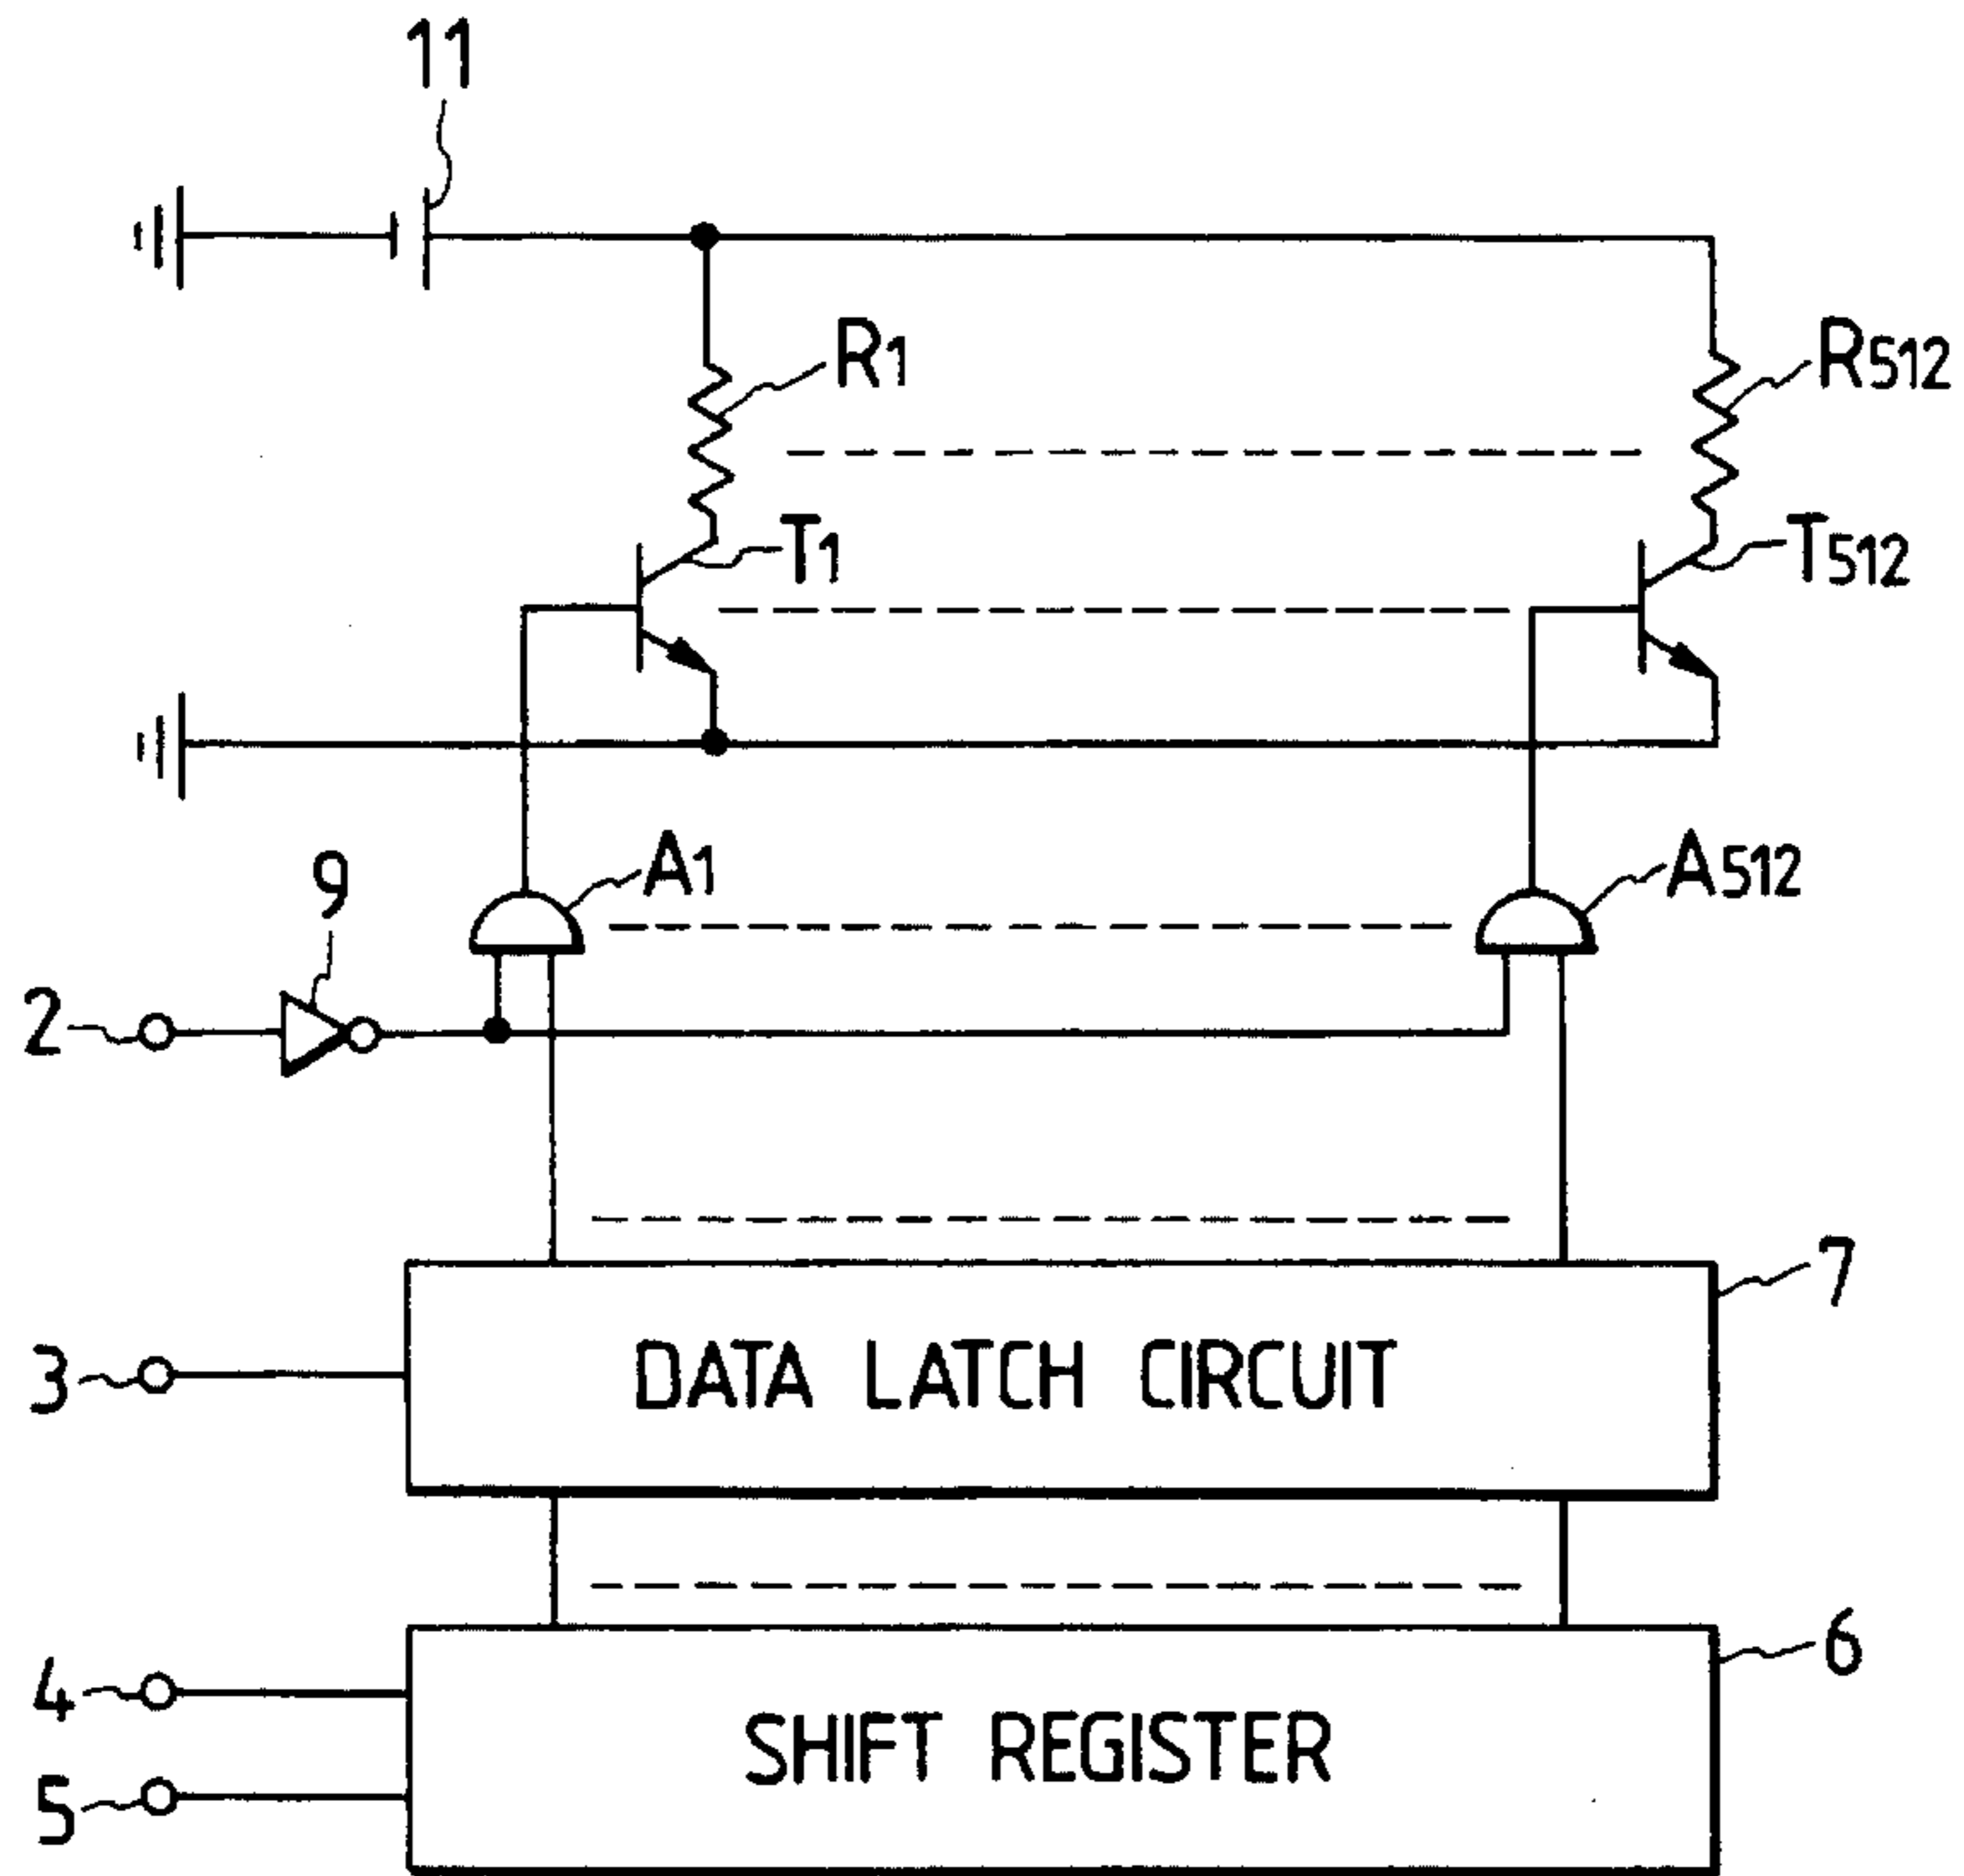 11
R1
R512
T1
T512
A1
A512
9
2
7
3
DATA LATCH CIRCUIT
6
4
SHIFT REGISTER
5